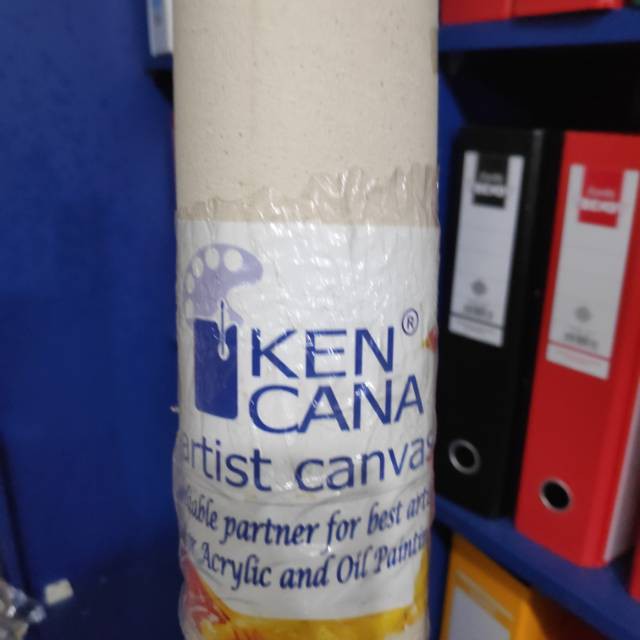 KEN®
CANA
artist canvas
partner for best
Acrylic and Oil